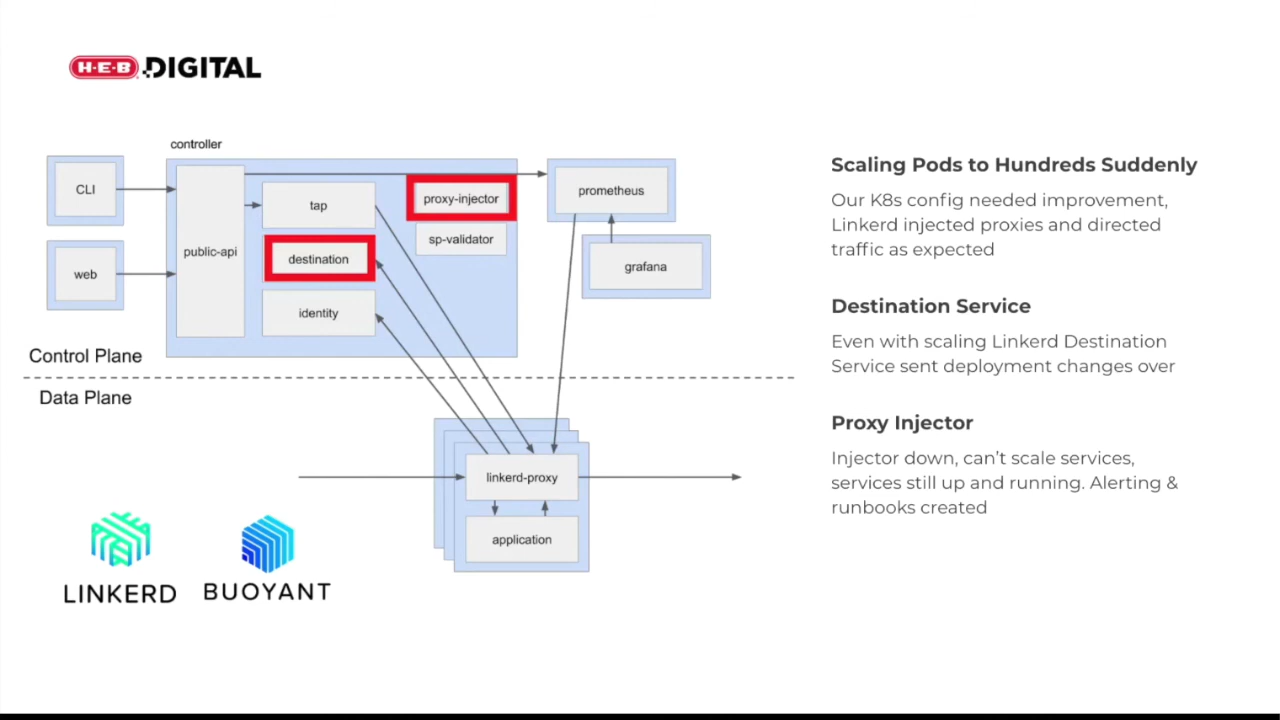 H-E-B DIGITAL
controller
CLI
web
public-api
tap
destination
identity
proxy-injector
sp-validator
prometheus
grafana
Control Plane
Data Plane
linkerd-proxy
application
LINKERD
BUOYANT
Scaling Pods to Hundreds Suddenly
Our K8s config needed improvement,
Linkerd injected proxies and directed
traffic as expected
Destination Service
Even with scaling Linkerd Destination
Service sent deployment changes over
Proxy Injector
Injector down, can’t scale services,
services still up and running. Alerting &
runbooks created